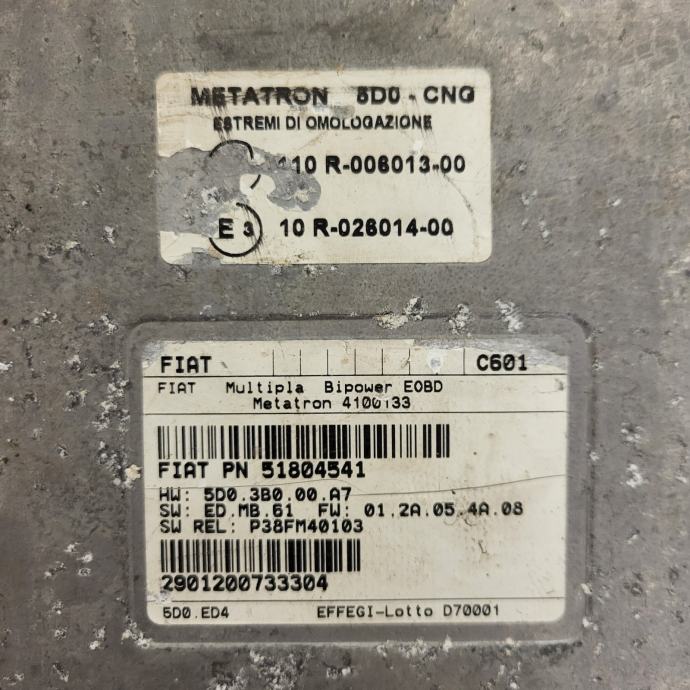 METATRON 5D0 - CNG
ESTREMI DI OMOLOGAZIONE
110 R-006013-00
E 3 10 R-026014-00
FIAT C601
FIAT Multipla Bipower EOBD
Metatron
FIAT PN 51804541
HW: 5D0.3B0.00.A7
SW: ED.MB.61 FW: 01.2A.05.4A.08
SW REL: P38FM40103
2901200733304
5D0.ED4 EFFEGI-Lotto D70001